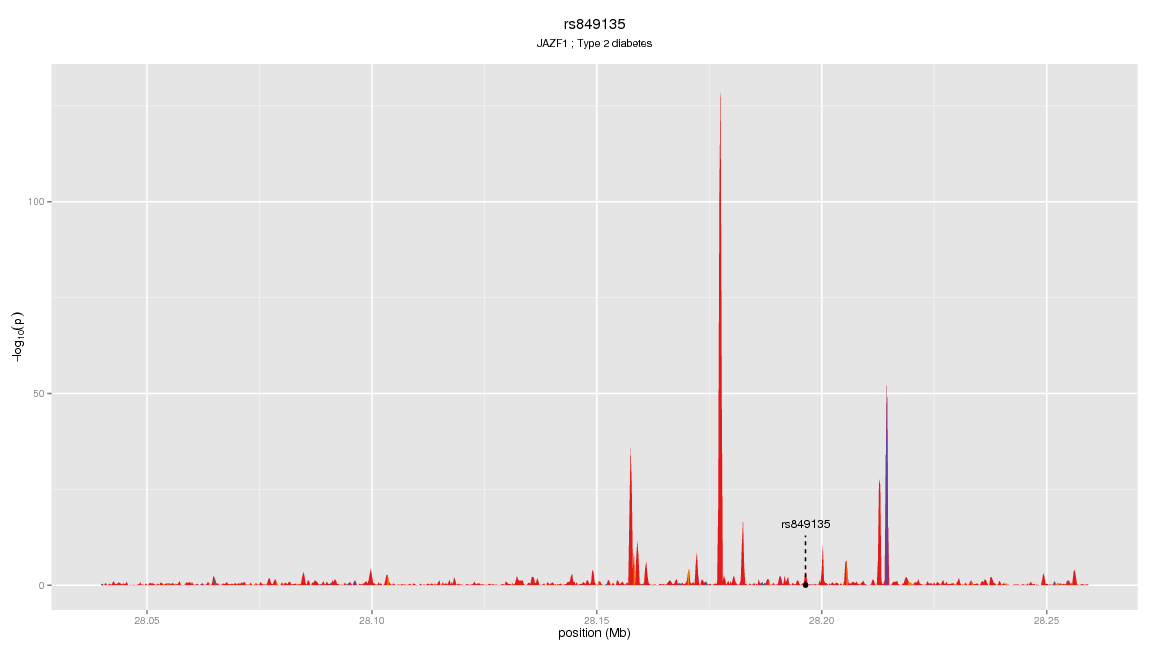 rs849135
JAZF1 ; Type 2 diabetes
−log10(p)
100
50
0
rs849135
28.05 28.10 28.15 28.20 28.25
position (Mb)